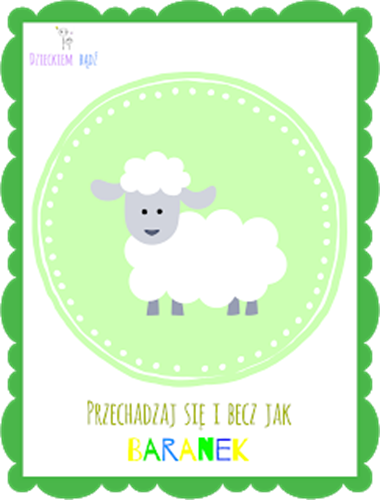 Dzieckiem bądź
Przechadzaj się i becz jak
BARANEK